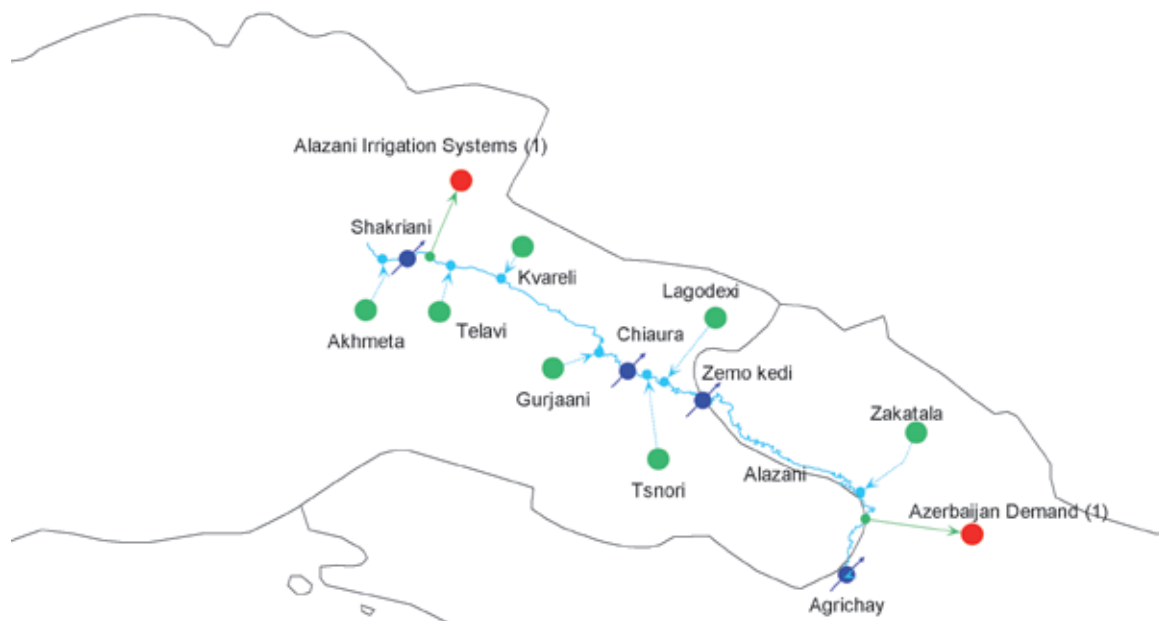 Alazani Irrigation Systems (1)
Shakriani
Kvareli
Lagodexi
Akhmeta
Telavi
Chiaura
Gurjaani
Zemo kedi
Zakatala
Tsnori
Alazani
Azerbaijan Demand (1)
Agrichay